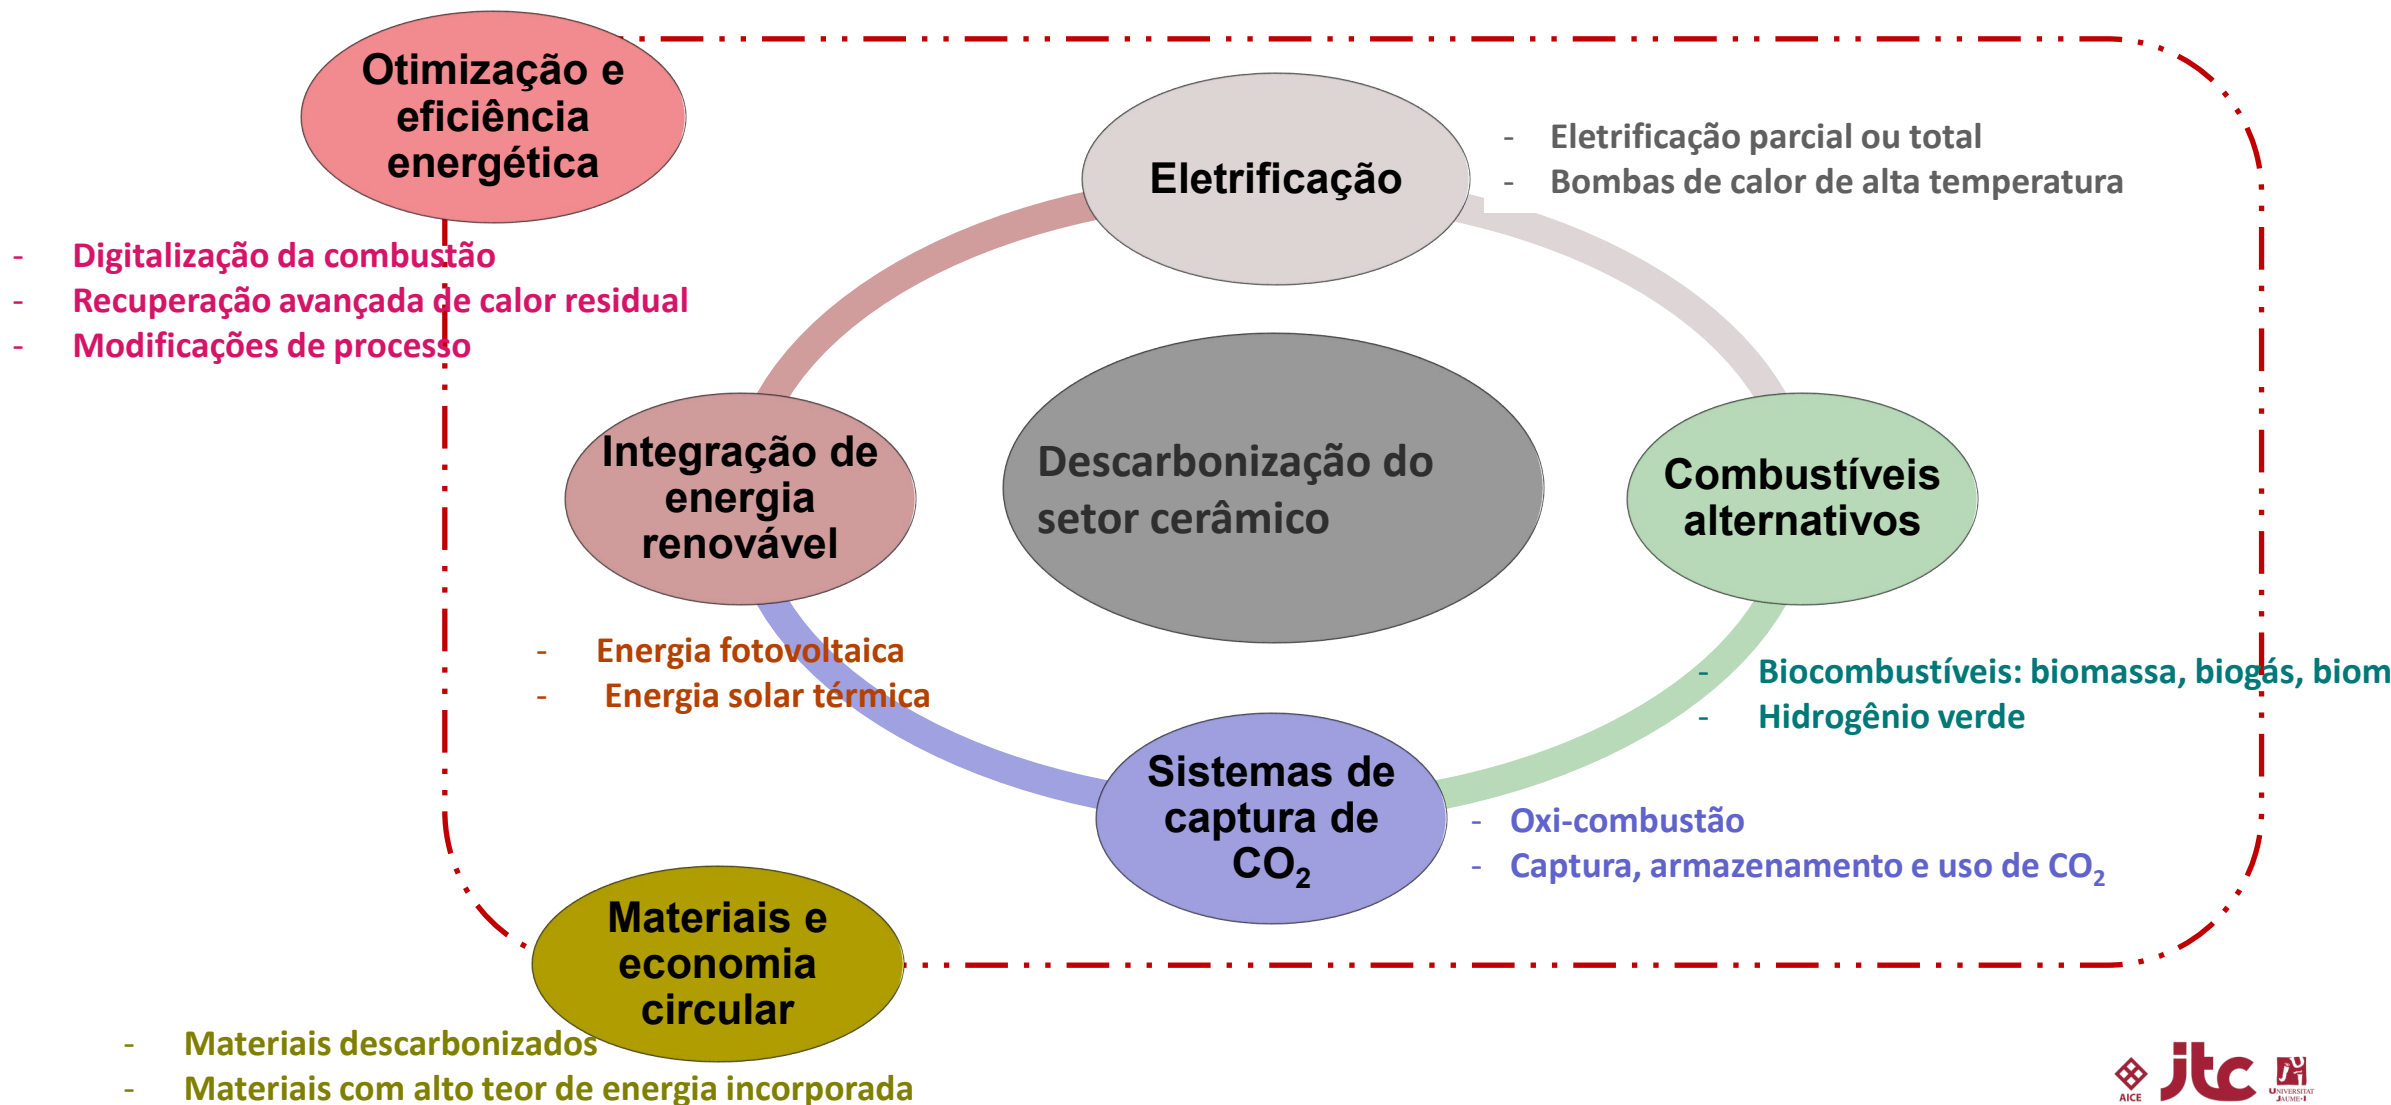 Otimização e
eficiência
energética
- Digitalização da combustão
- Recuperação avançada de calor residual
- Modificações de processo
Eletrificação
- Eletrificação parcial ou total
- Bombas de calor de alta temperatura
Integração de
energia
renovável
- Energia fotovoltaica
- Energia solar térmica
Descarbonização do
setor cerâmico
Combustíveis
alternativos
- Biocombustíveis: biomassa, biogás, biom
- Hidrogênio verde
Sistemas de
captura de
CO₂
- Oxi-combustão
- Captura, armazenamento e uso de CO₂
Materiais e
economia
circular
- Materiais descarbonizados
- Materiais com alto teor de energia incorporada
AICE
jtc
UNIVERSITAT
JAUME·I